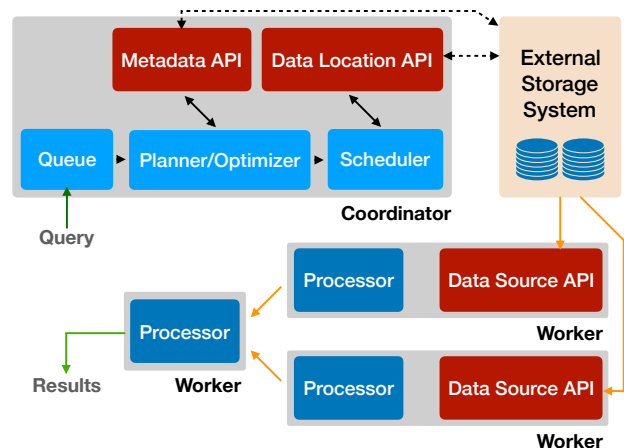 Metadata API
Data Location API
External
Storage
System
Queue
Planner/Optimizer
Scheduler
Coordinator
Query
Processor
Data Source API
Worker
Processor
Results
Worker
Processor
Data Source API
Worker